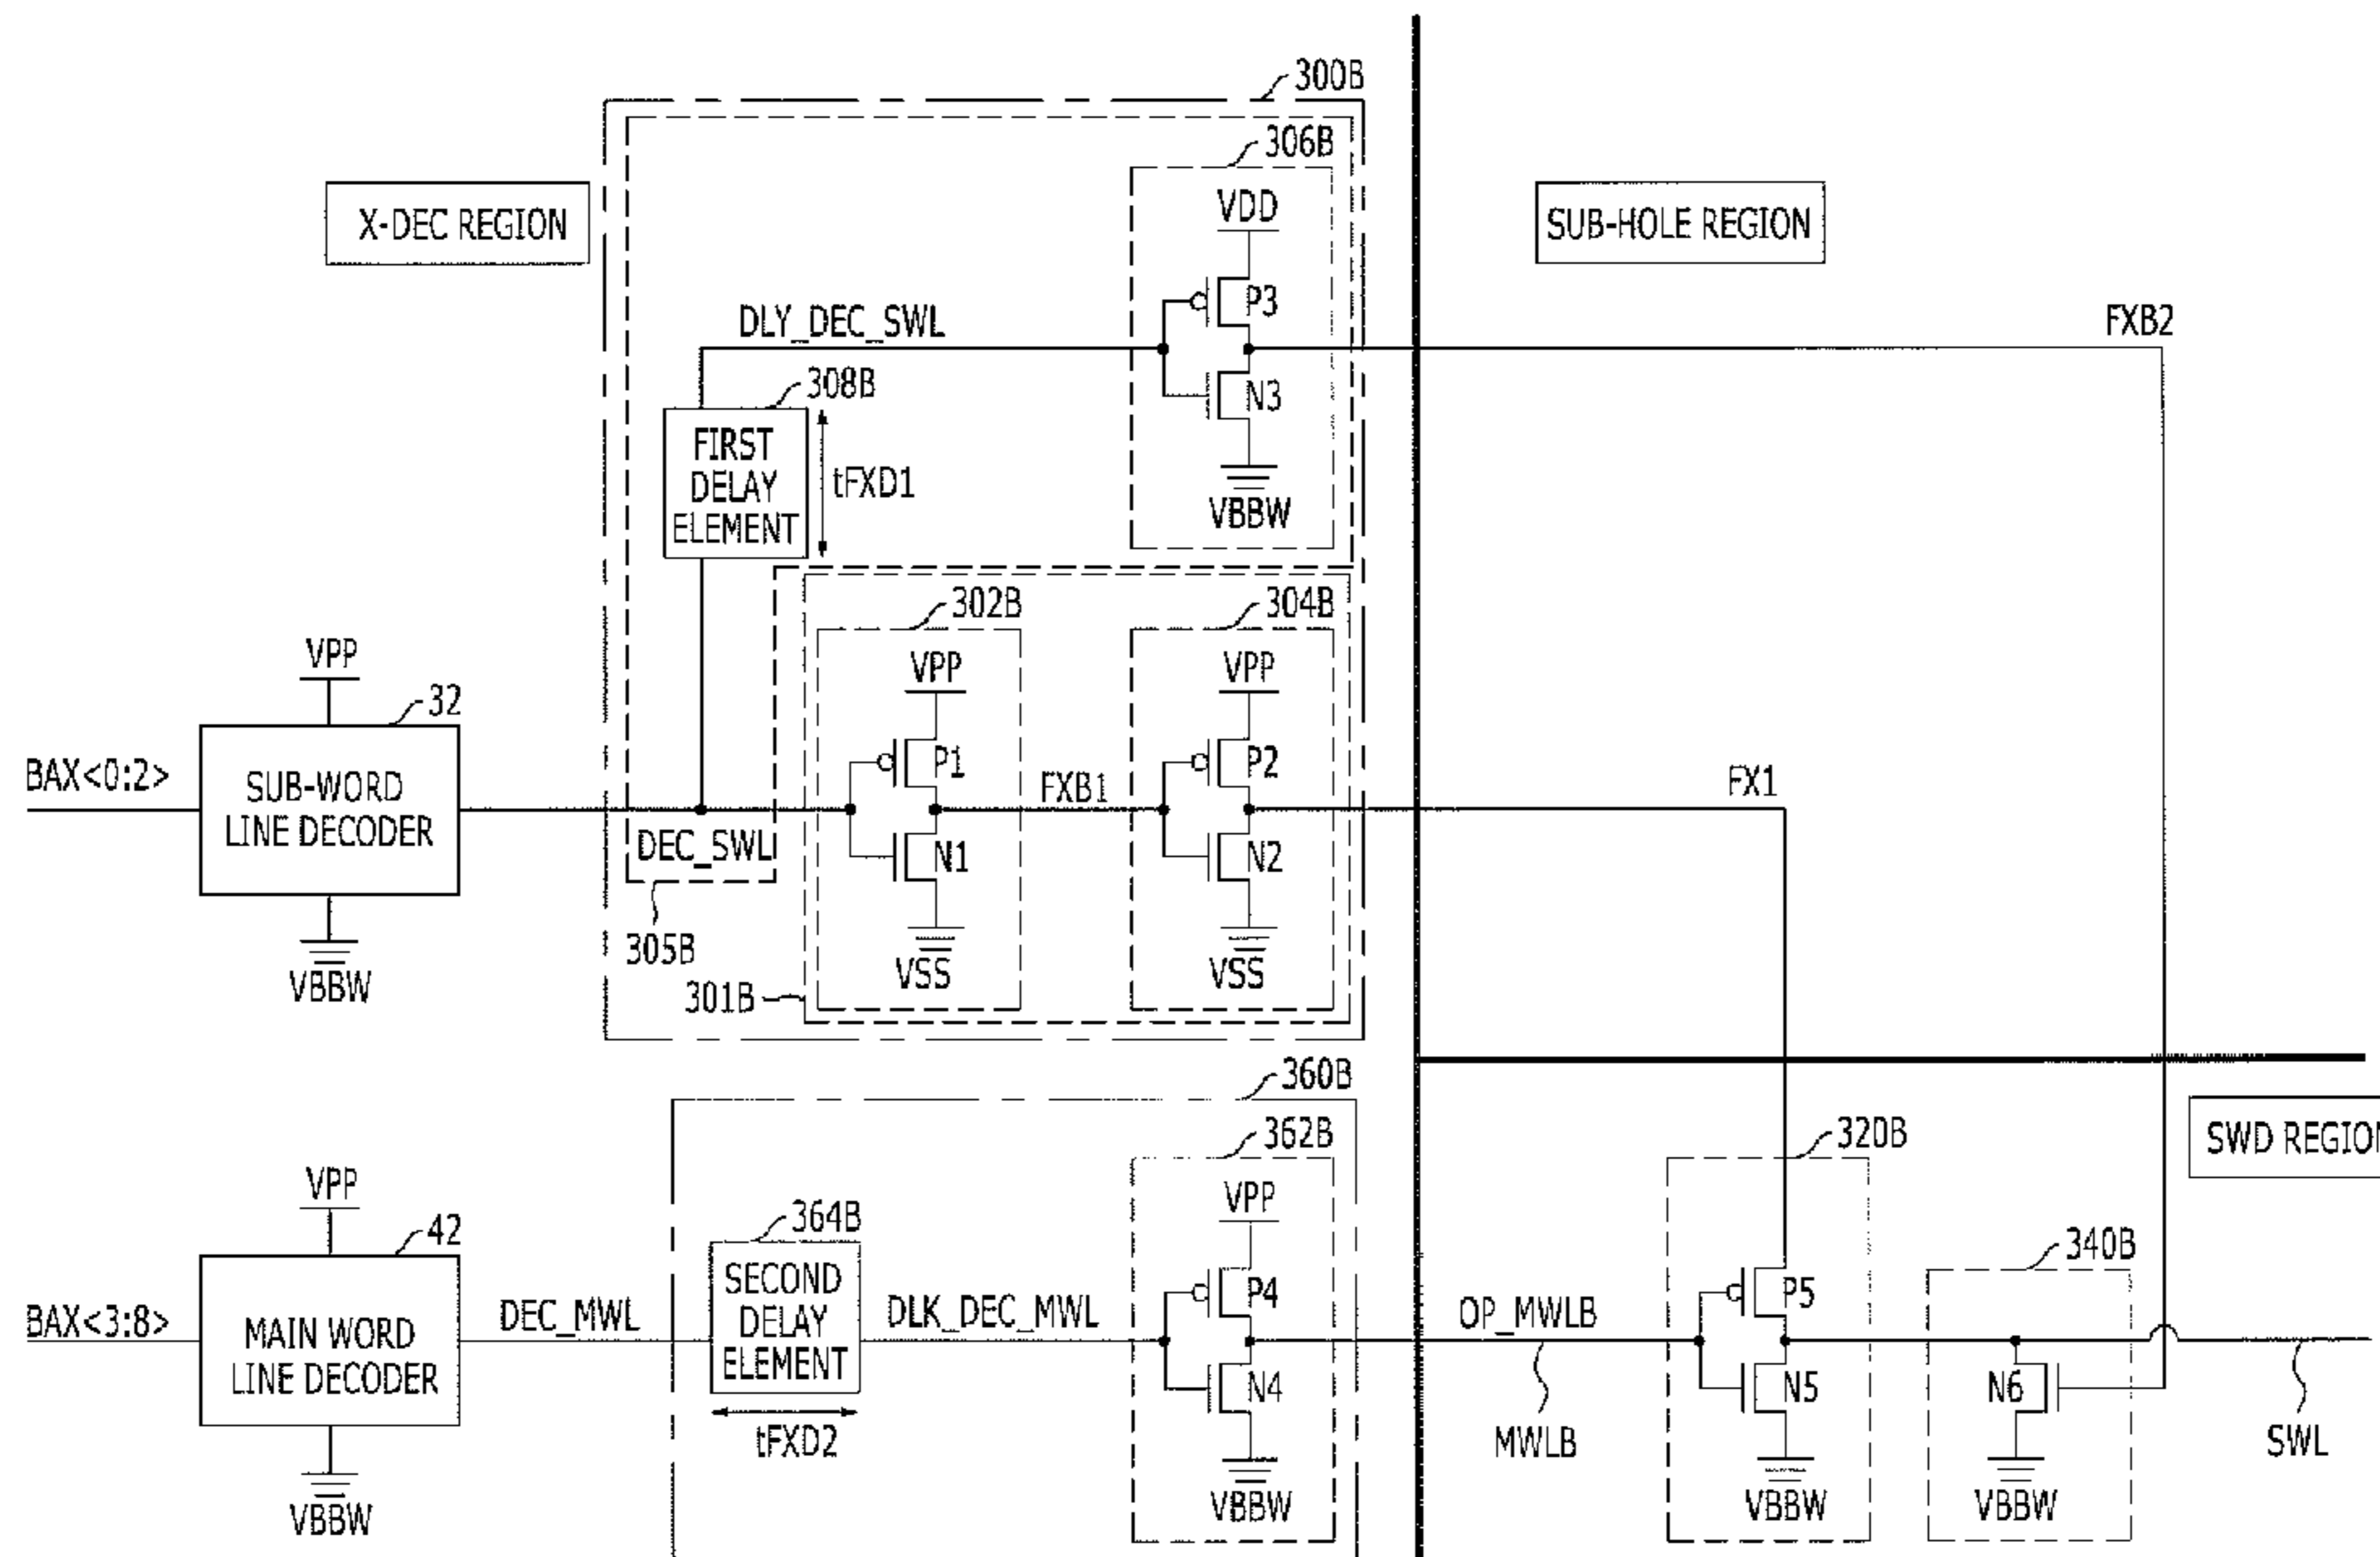 300B
306B
X-DEC REGION
VDD
SUB-HOLE REGION
P3
DLY_DEC_SWL
FXB2
308B
N3
FIRST
DELAY
ELEMENT
tFXD1
VBBW
302B
304B
VPP
VPP
VPP
32
BAX<0:2>
SUB-WORD
LINE DECODER
P1
FXB1
P2
FX1
DEC_SWL
N1
N2
305B
VBBW
VSS
VSS
301B
360B
362B
320B
SWD REGION
VPP
VPP
42
364B
340B
BAX<3:8>
MAIN WORD
LINE DECODER
DEC_MWL
SECOND
DELAY
ELEMENT
DLK_DEC_MWL
P4
OP_MWLB
P5
N4
N5
N6
tFXD2
MWLB
SWL
VBBW
VBBW
VBBW
VBBW